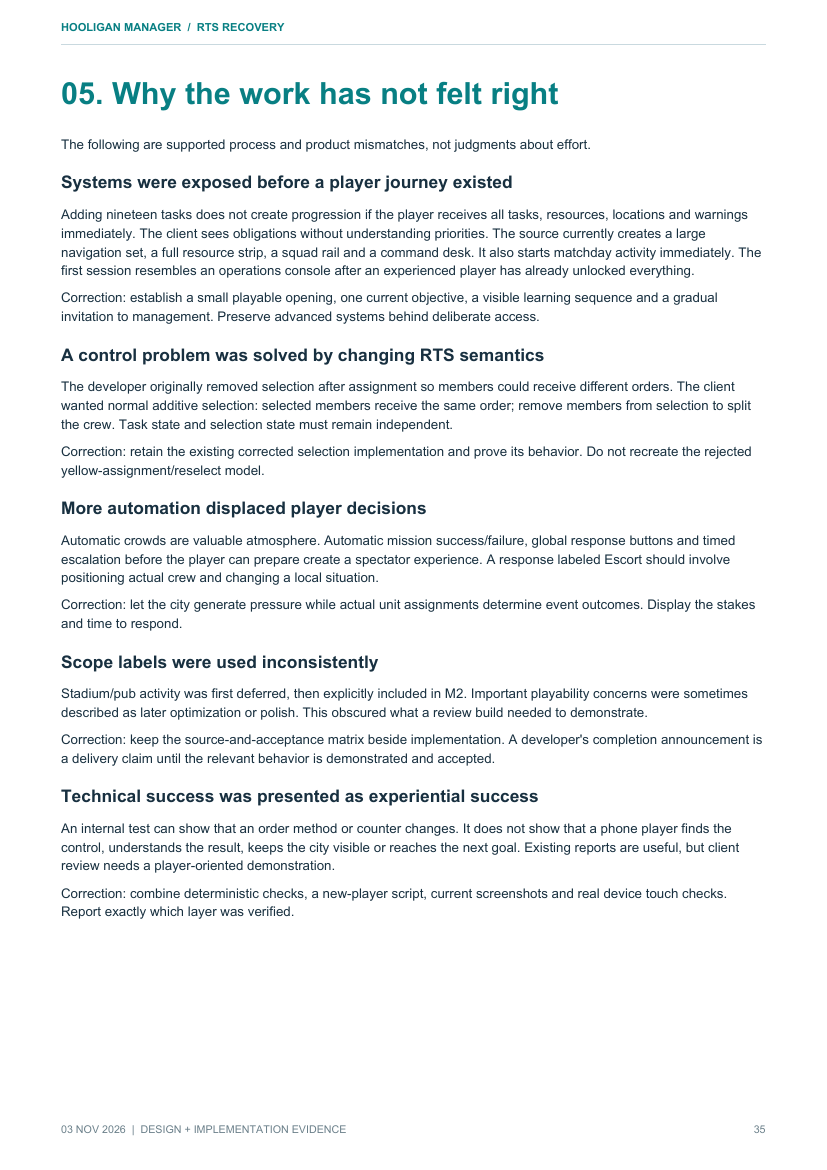 HOOLIGAN MANAGER / RTS RECOVERY
05. Why the work has not felt right
The following are supported process and product mismatches, not judgments about effort.
Systems were exposed before a player journey existed
Adding nineteen tasks does not create progression if the player receives all tasks, resources, locations and warnings
immediately. The client sees obligations without understanding priorities. The source currently creates a large
navigation set, a full resource strip, a squad rail and a command desk. It also starts matchday activity immediately. The
first session resembles an operations console after an experienced player has already unlocked everything.
Correction: establish a small playable opening, one current objective, a visible learning sequence and a gradual
invitation to management. Preserve advanced systems behind deliberate access.
A control problem was solved by changing RTS semantics
The developer originally removed selection after assignment so members could receive different orders. The client
wanted normal additive selection: selected members receive the same order; remove members from selection to split
the crew. Task state and selection state must remain independent.
Correction: retain the existing corrected selection implementation and prove its behavior. Do not recreate the rejected
yellow-assignment/reselect model.
More automation displaced player decisions
Automatic crowds are valuable atmosphere. Automatic mission success/failure, global response buttons and timed
escalation before the player can prepare create a spectator experience. A response labeled Escort should involve
positioning actual crew and changing a local situation.
Correction: let the city generate pressure while actual unit assignments determine event outcomes. Display the stakes
and time to respond.
Scope labels were used inconsistently
Stadium/pub activity was first deferred, then explicitly included in M2. Important playability concerns were sometimes
described as later optimization or polish. This obscured what a review build needed to demonstrate.
Correction: keep the source-and-acceptance matrix beside implementation. A developer's completion announcement is
a delivery claim until the relevant behavior is demonstrated and accepted.
Technical success was presented as experiential success
An internal test can show that an order method or counter changes. It does not show that a phone player finds the
control, understands the result, keeps the city visible or reaches the next goal. Existing reports are useful, but client
review needs a player-oriented demonstration.
Correction: combine deterministic checks, a new-player script, current screenshots and real device touch checks.
Report exactly which layer was verified.
03 NOV 2026 | DESIGN + IMPLEMENTATION EVIDENCE
35